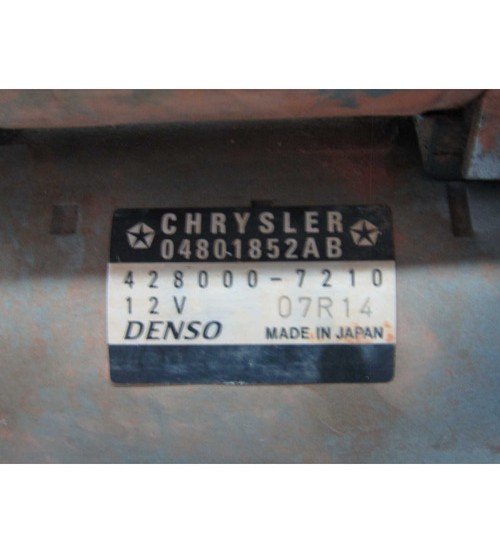 CHRYSLER
04801852AB
428000-7210
12V 07R14
DENSO MADE IN JAPAN